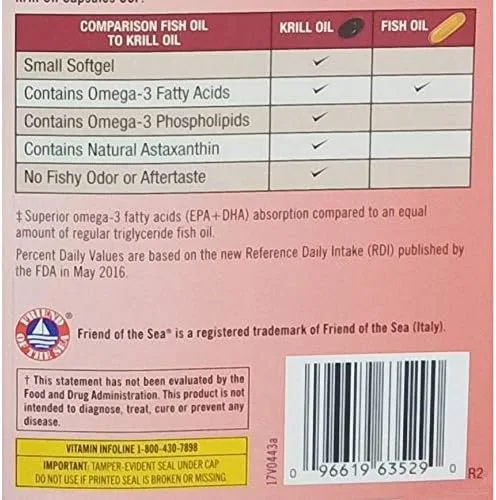 COMPARISON FISH OIL
TO KRILL OIL
KRILL OIL
FISH OIL
Small Softgel ✓
Contains Omega-3 Fatty Acids ✓ ✓
Contains Omega-3 Phospholipids ✓
Contains Natural Astaxanthin ✓
No Fishy Odor or Aftertaste ✓
‡Superior omega-3 fatty acids (EPA+DHA) absorption compared to an equal
amount of regular triglyceride fish oil.
Percent Daily Values are based on the new Reference Daily Intake (RDI) published by
the FDA in May 2016.
FRIEND
OF THE SEA
®
Friend of the Sea® is a registered trademark of Friend of the Sea (Italy).
† This statement has not been evaluated by the
Food and Drug Administration. This product is not
intended to diagnose, treat, cure or prevent any
disease.
VITAMIN INFOLINE 1-800-430-7898
IMPORTANT: TAMPER-EVIDENT SEAL UNDER CAP
DO NOT USE IF PRINTED SEAL IS BROKEN OR MISSING.
17V0443a
0 96619 63529 0
R2